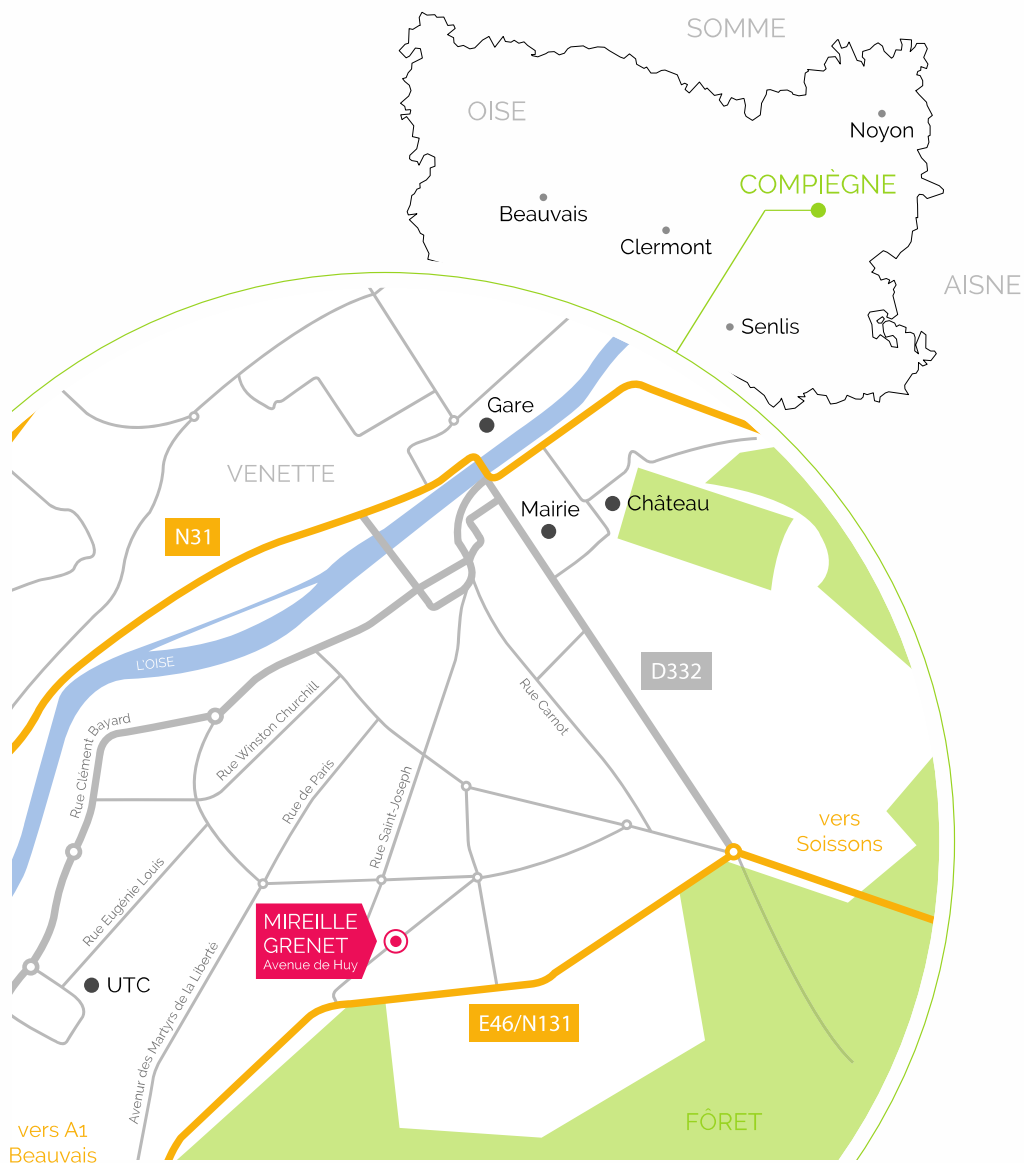 SOMME
OISE
Noyon
COMPIÈGNE
Beauvais
Clermont
AISNE
Senlis
Gare
VENETTE
Mairie
Château
N31
L'OISE
D332
Rue Carnot
Rue Clément Bayard
Rue Winston Churchill
Rue de Paris
Rue Saint-Joseph
vers
Soissons
Rue Eugénie Louis
MIREILLE
GRENET
Avenue de Huy
UTC
Avenur des Martyrs de la Liberté
E46/N131
FÔRET
vers A1
Beauvais